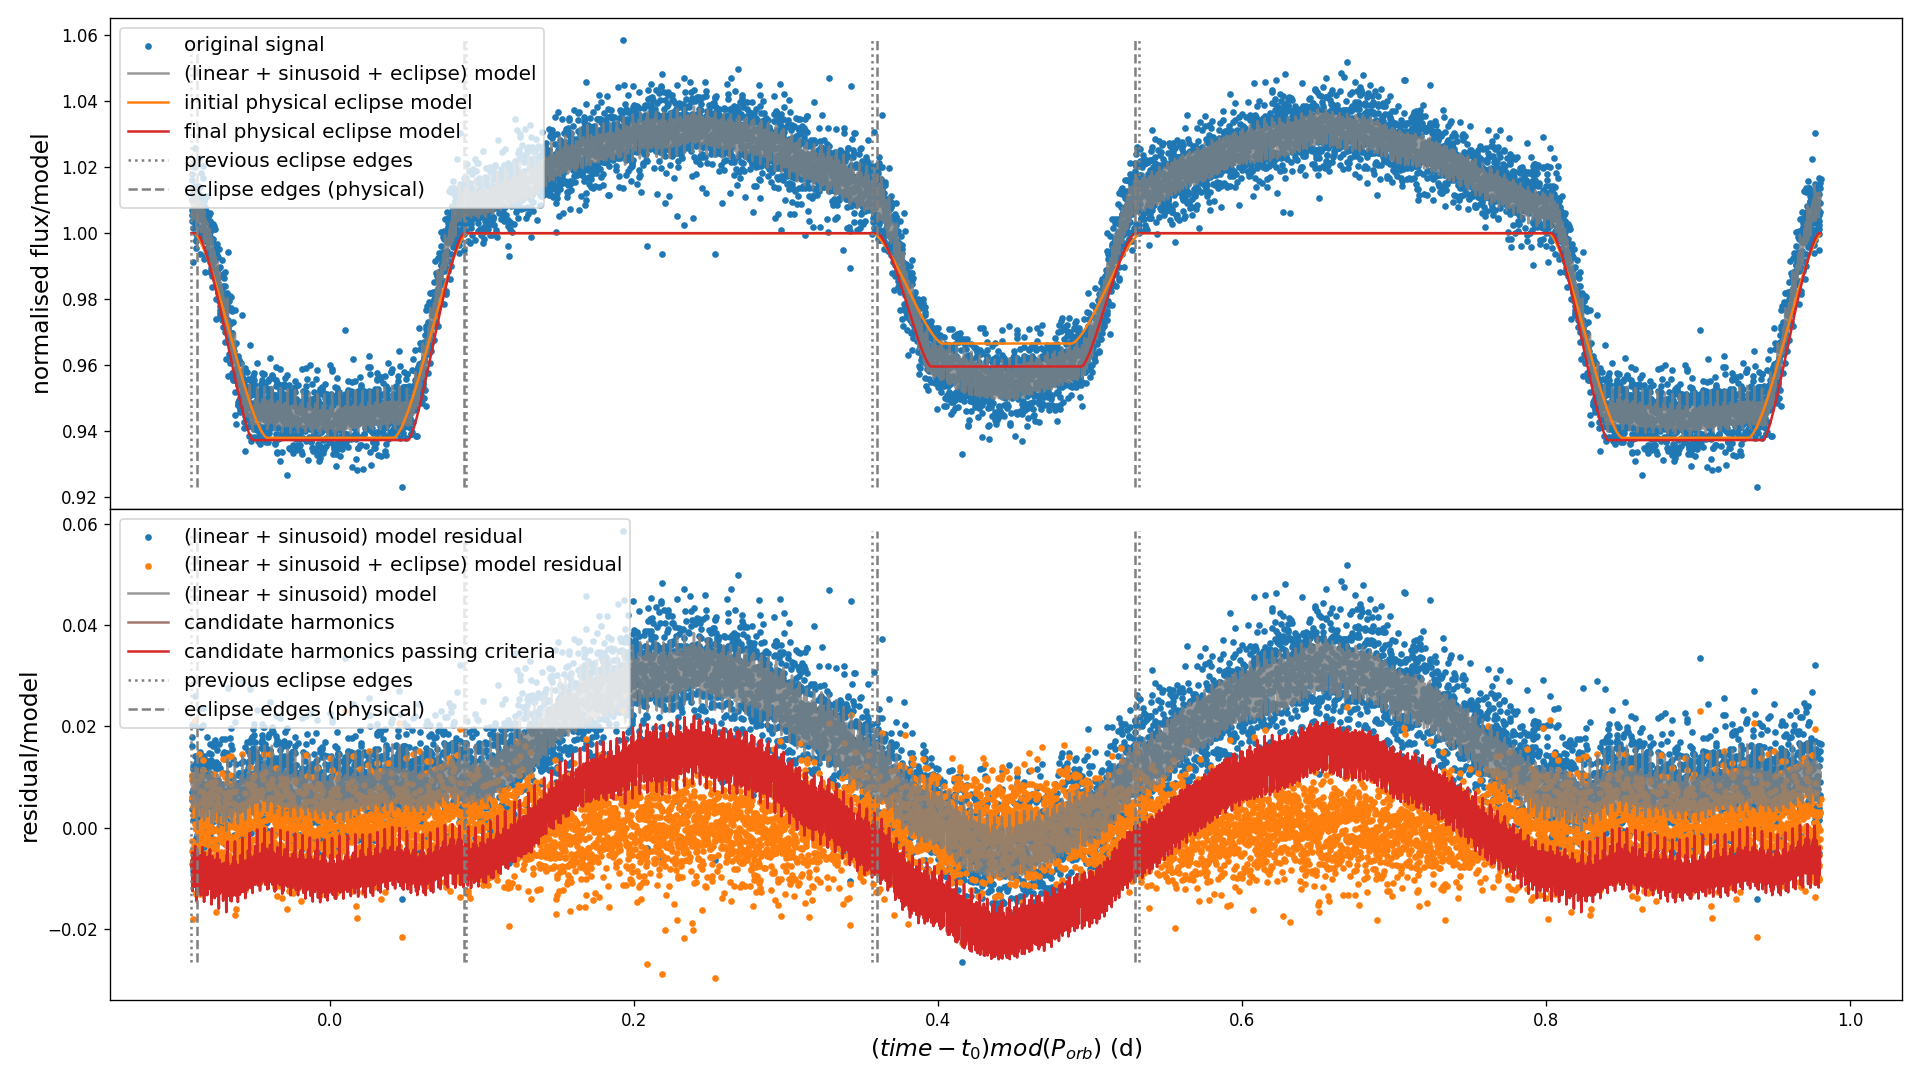 normalised flux/model
1.06
1.04
1.02
1.00
0.98
0.96
0.94
0.92
original signal
(linear + sinusoid + eclipse) model
initial physical eclipse model
final physical eclipse model
previous eclipse edges
eclipse edges (physical)
residual/model
0.06
0.04
0.02
0.00
−0.02
(linear + sinusoid) model residual
(linear + sinusoid + eclipse) model residual
(linear + sinusoid) model
candidate harmonics
candidate harmonics passing criteria
previous eclipse edges
eclipse edges (physical)
0.0 0.2 0.4 0.6 0.8 1.0
(time − t₀)mod(Pₒᵣb) (d)